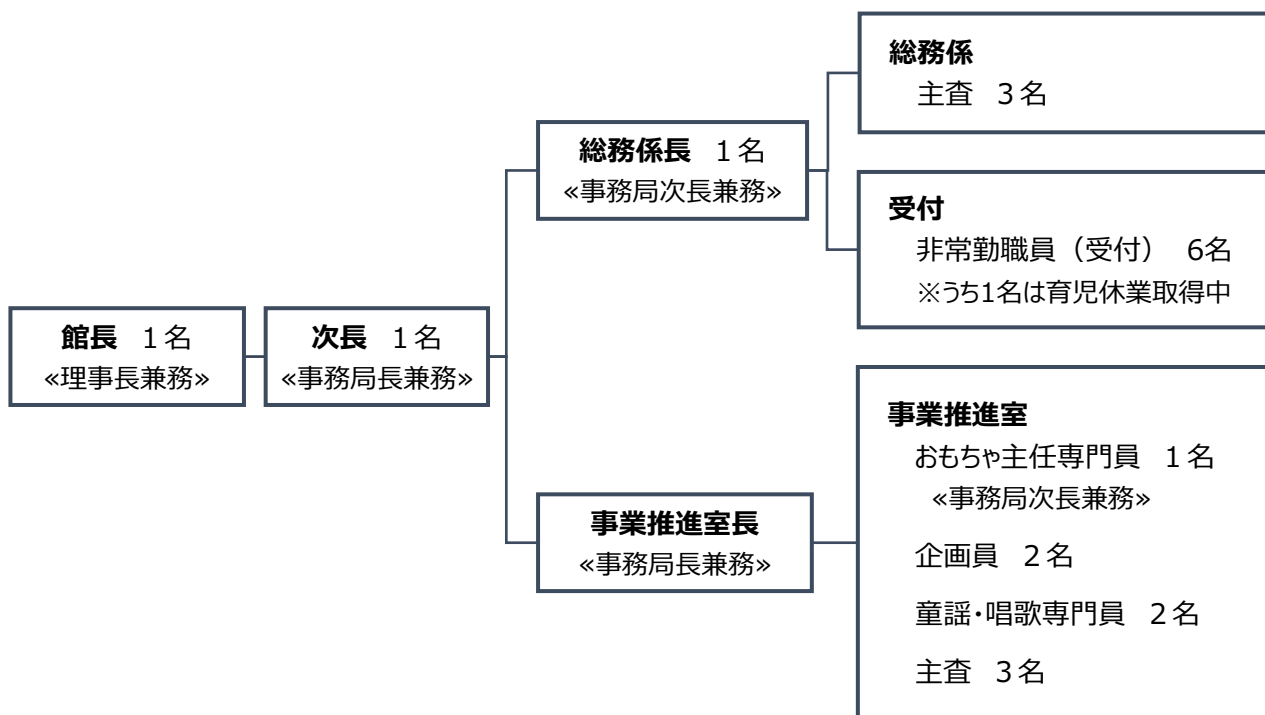 館長 1名
«理事長兼務»
次長 1名
«事務局長兼務»
総務係長 1名
«事務局次長兼務»
総務係
主査 3名
受付
非常勤職員（受付） 6名
※うち1名は育児休業取得中
事業推進室長
«事務局長兼務»
事業推進室
おもちゃ主任専門員 1名
«事務局次長兼務»
企画員 2名
童謡・唱歌専門員 2名
主査 3名